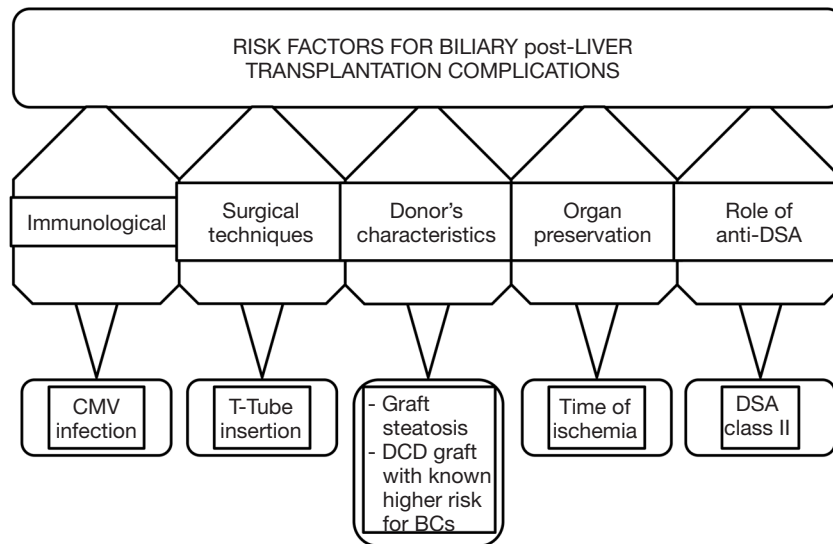 RISK FACTORS FOR BILIARY post-LIVER
TRANSPLANTATION COMPLICATIONS
Immunological
Surgical
techniques
Donor's
characteristics
Organ
preservation
Role of
anti-DSA
CMV
infection
T-Tube
insertion
- Graft
steatosis
- DCD graft
with known
higher risk
for BCs
Time of
ischemia
DSA
class II